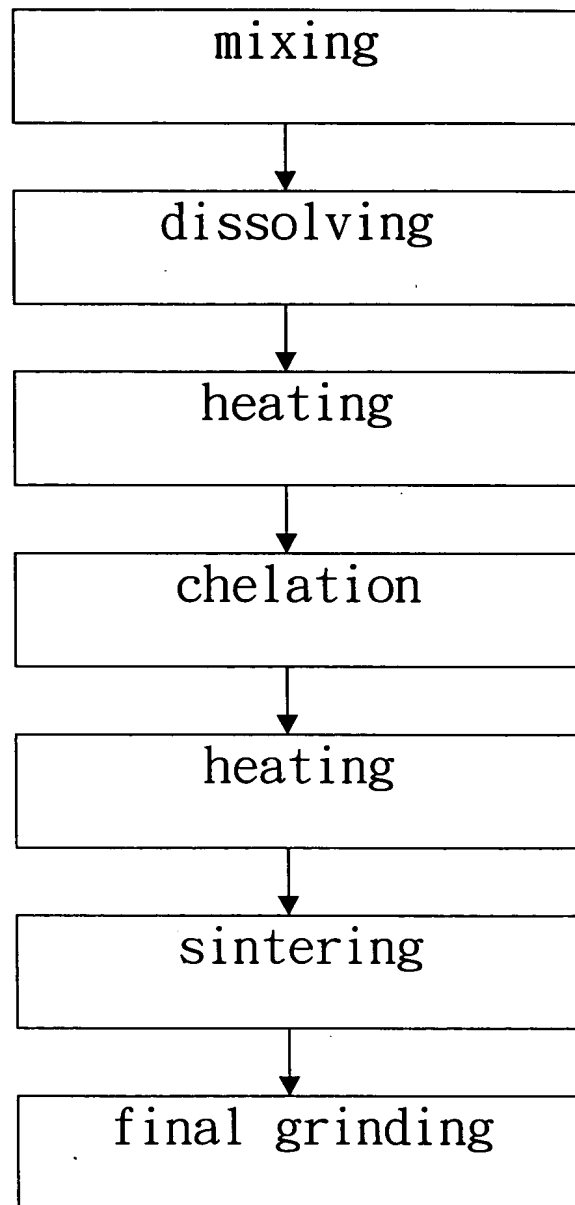 mixing
dissolving
heating
chelation
heating
sintering
final grinding